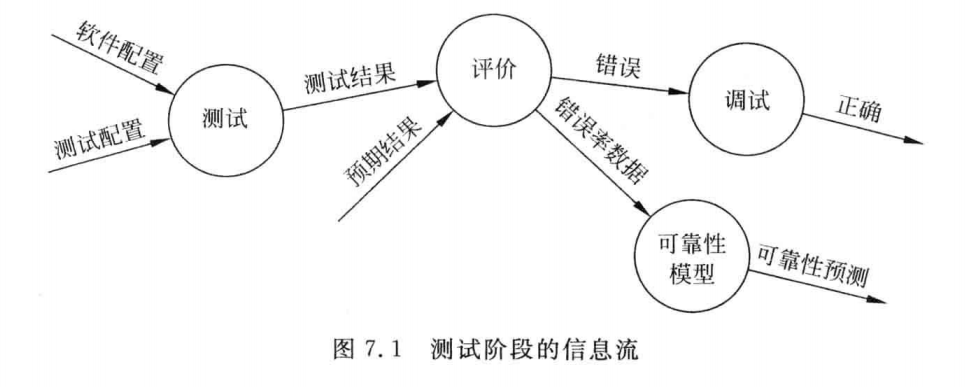 软件配置
测试配置
测试
测试结果
预期结果
评价
错误
错误率数据
调试
正确
可靠性
模型
可靠性预测
图 7.1 测试阶段的信息流